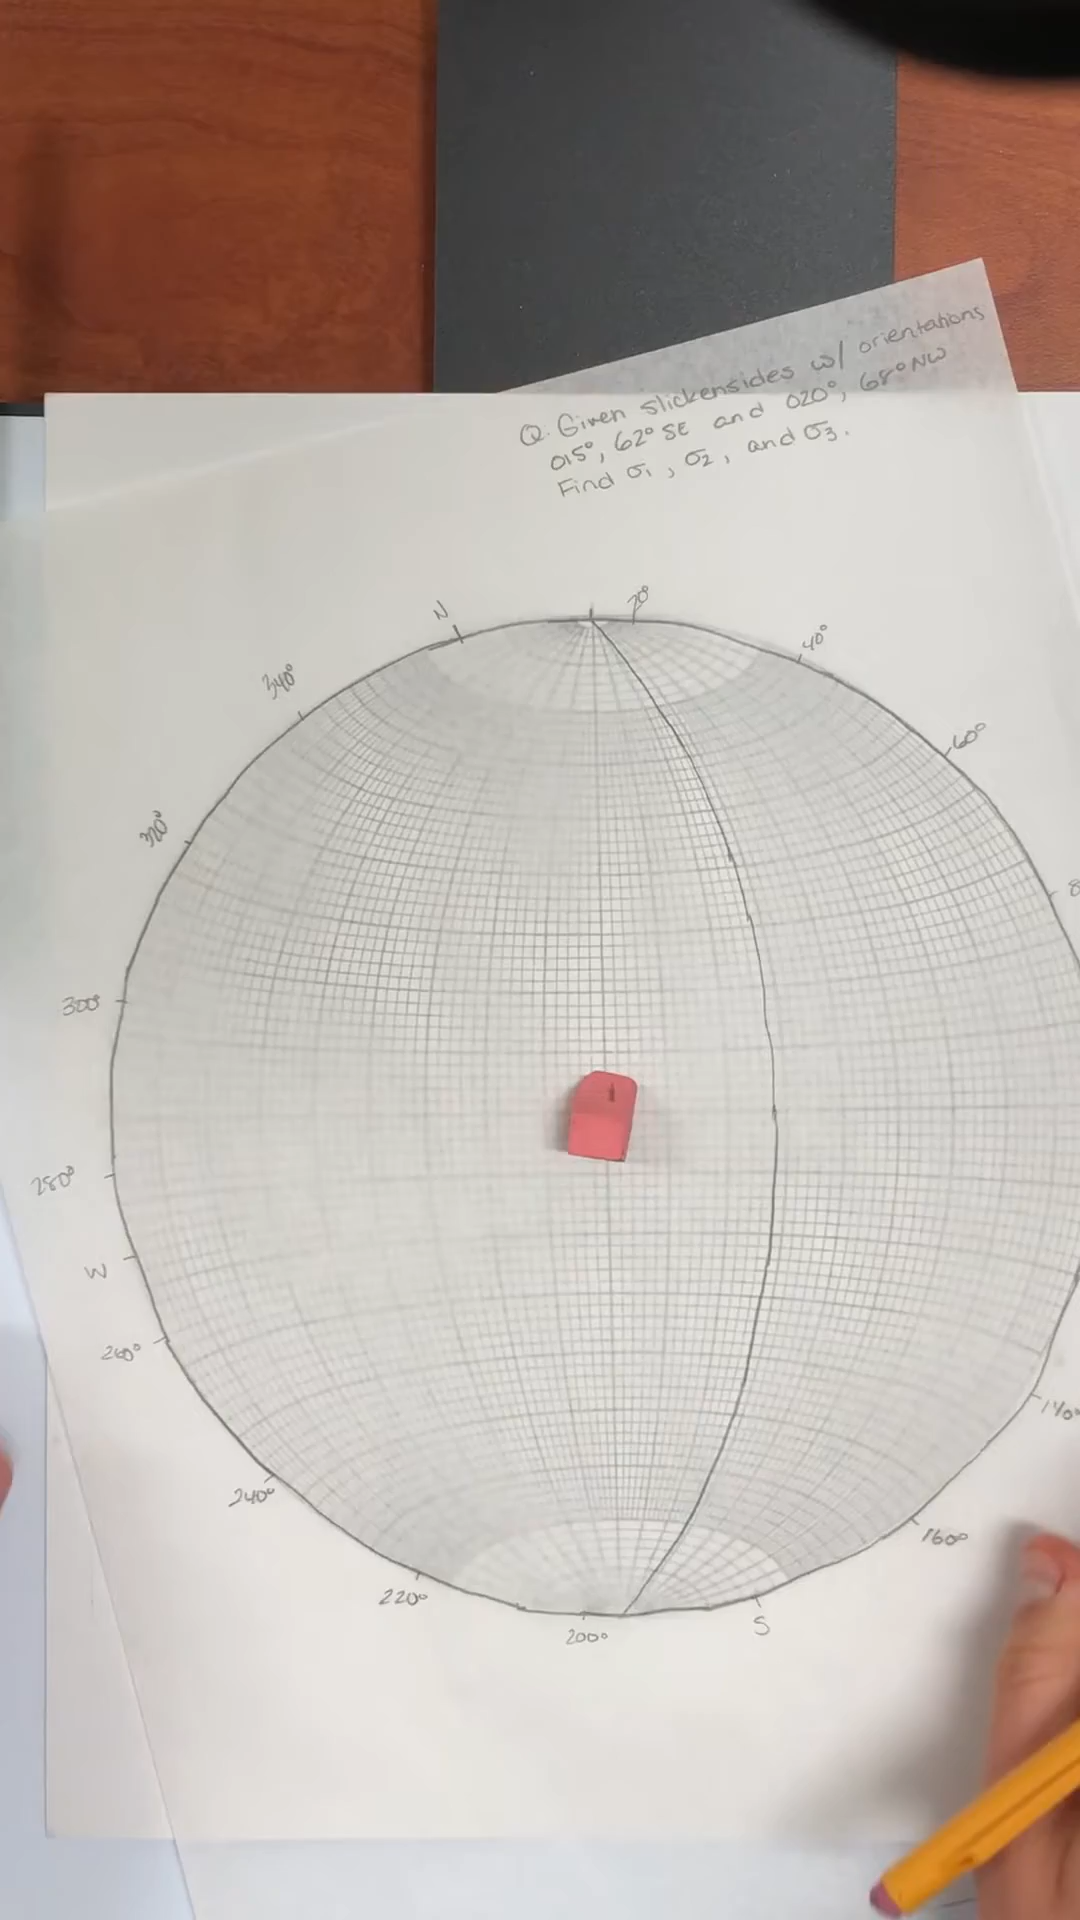 Q. Given slickensides w/ orientations
015°, 62° SE and 020°, 68° NW
Find σ1, σ2, and σ3.
N
20°
40°
60°
340°
320°
300°
280°
W
260°
240°
220°
200°
S
160°
140°